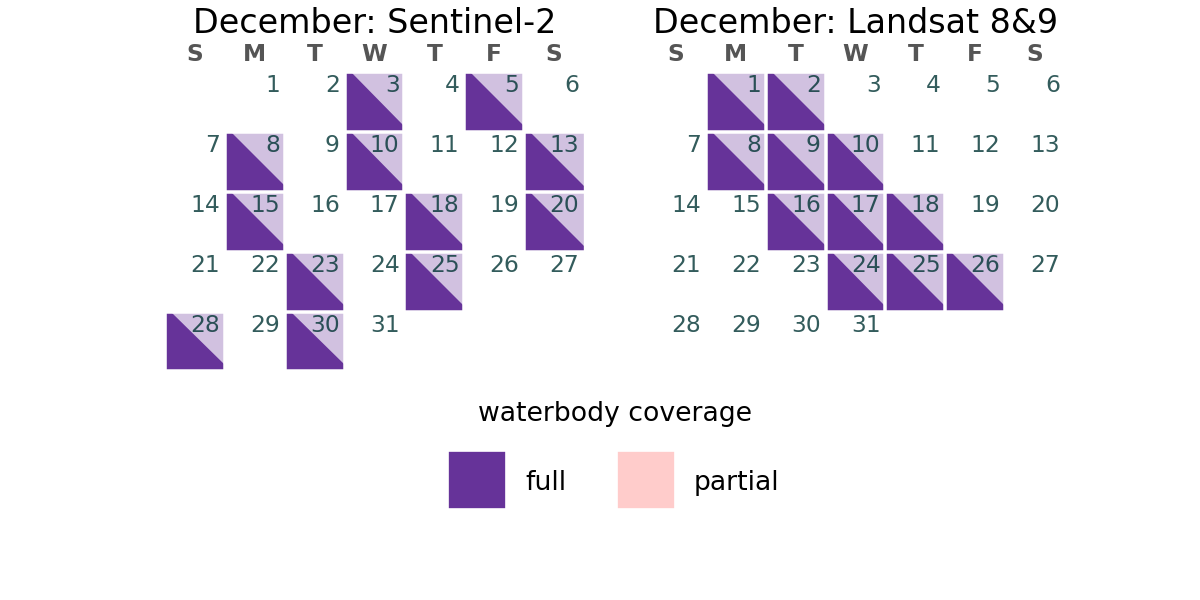 December: Sentinel-2
S M T W T F S
1 2 3 4 5 6
7 8 9 10 11 12 13
14 15 16 17 18 19 20
21 22 23 24 25 26 27
28 29 30 31
December: Landsat 8&9
S M T W T F S
1 2 3 4 5 6
7 8 9 10 11 12 13
14 15 16 17 18 19 20
21 22 23 24 25 26 27
28 29 30 31
waterbody coverage
full partial